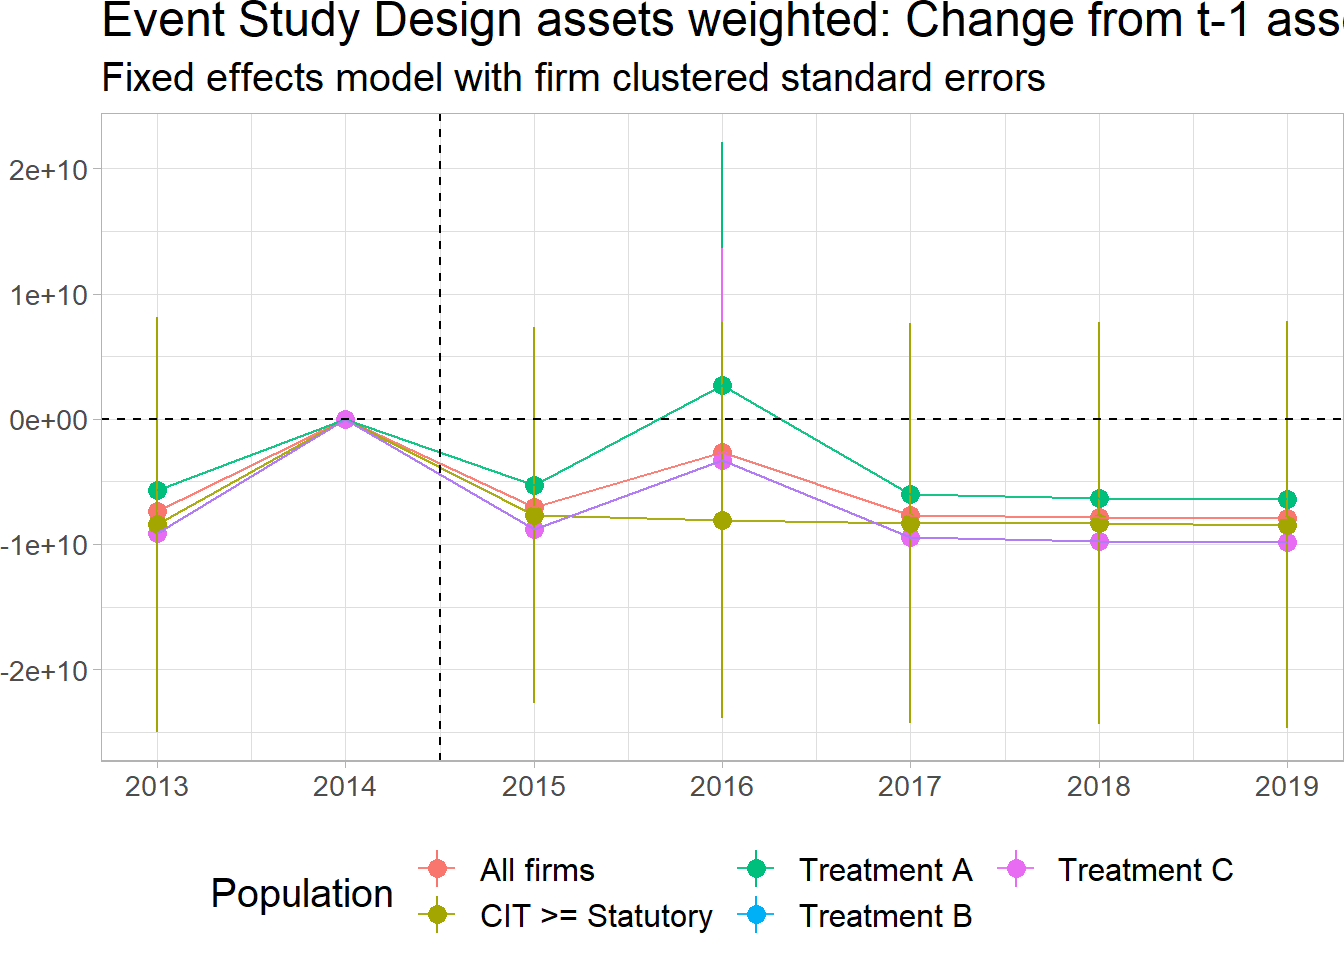 Event Study Design assets weighted: Change from t-1
Fixed effects model with firm clustered standard errors
2e+10
1e+10
0e+00
-1e+10
-2e+10
2013 2014 2015 2016 2017 2018 2019
Population
All firms
Treatment A
Treatment C
CIT >= Statutory
Treatment B